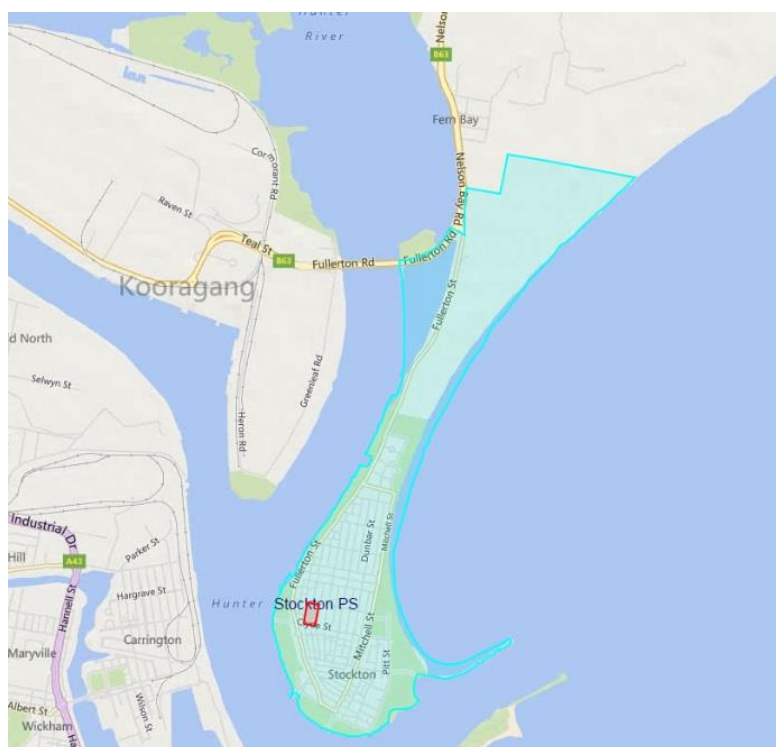 Hunter
River
Nelson
B63
Fern Bay
Cormorant Rd
Nelson Bay Rd
Raven St
Teal St
Fullerton Rd
B63
Fullerton Rd
Kooragang
Fullerton St
d North
Selwyn St
Greenleaf Rd
Heron Rd
Industrial Dr
Parker St
Hill
A43
Hannell St
Hargrave St
Dunbar St
Mitchell St
Fullerton St
Hunter
Stockton PS
Clyde St
Carrington
Mitchell St
Maryville
Pitt St
Stockton
Albert St
Wilson St
Wickham